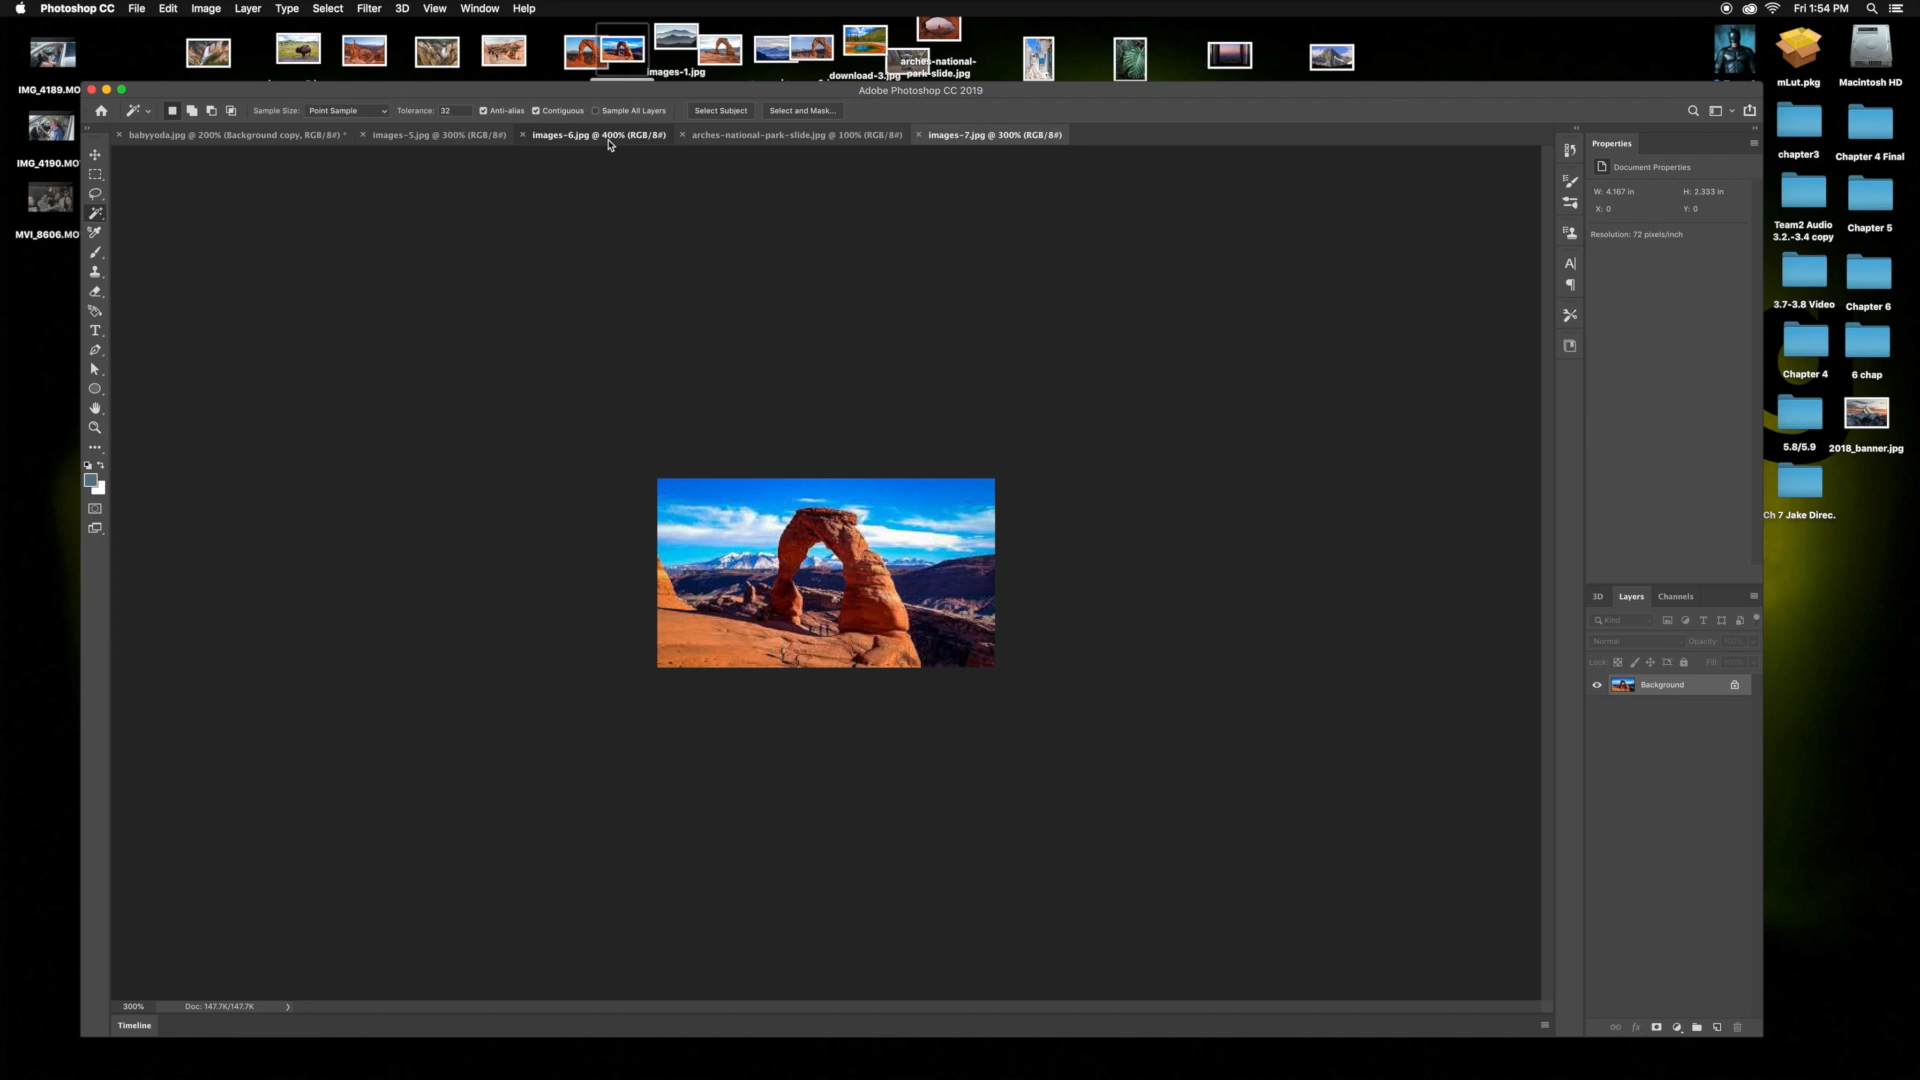 Photoshop CC File Edit Image Layer Type Select Filter 3D View Window Help
Fri 1:54 PM
IMG_4189.MO
IMG_4190.MO
MVI_8606.MO
images-1.jpg
download-3.jpg
arches-national-
park-slide.jpg
mLut.pkg
Macintosh HD
Adobe Photoshop CC 2019
Sample Size: Point Sample Tolerance: 32 Anti-alias Contiguous Sample All Layers Select Subject Select and Mask...
babyyoda.jpg @ 200% (Background copy, RGB/8#) * images-5.jpg @ 300% (RGB/8#) images-6.jpg @ 400% (RGB/8#) arches-national-park-slide.jpg @ 100% (RGB/8#) images-7.jpg @ 300% (RGB/8#)
Properties
Document Properties
W: 4.167 in H: 2.333 in
X: 0 Y: 0
Resolution: 72 pixels/inch
3D Layers Channels
Kind
Normal Opacity: 100%
Lock: Fill: 100%
Background
chapter3
Chapter 4 Final
Team2 Audio
3.2.-3.4 copy
Chapter 5
3.7-3.8 Video
Chapter 6
Chapter 4
6 chap
5.8/5.9
2018_banner.jpg
Ch 7 Jake Direc.
300% Doc: 147.7K/147.7K
Timeline